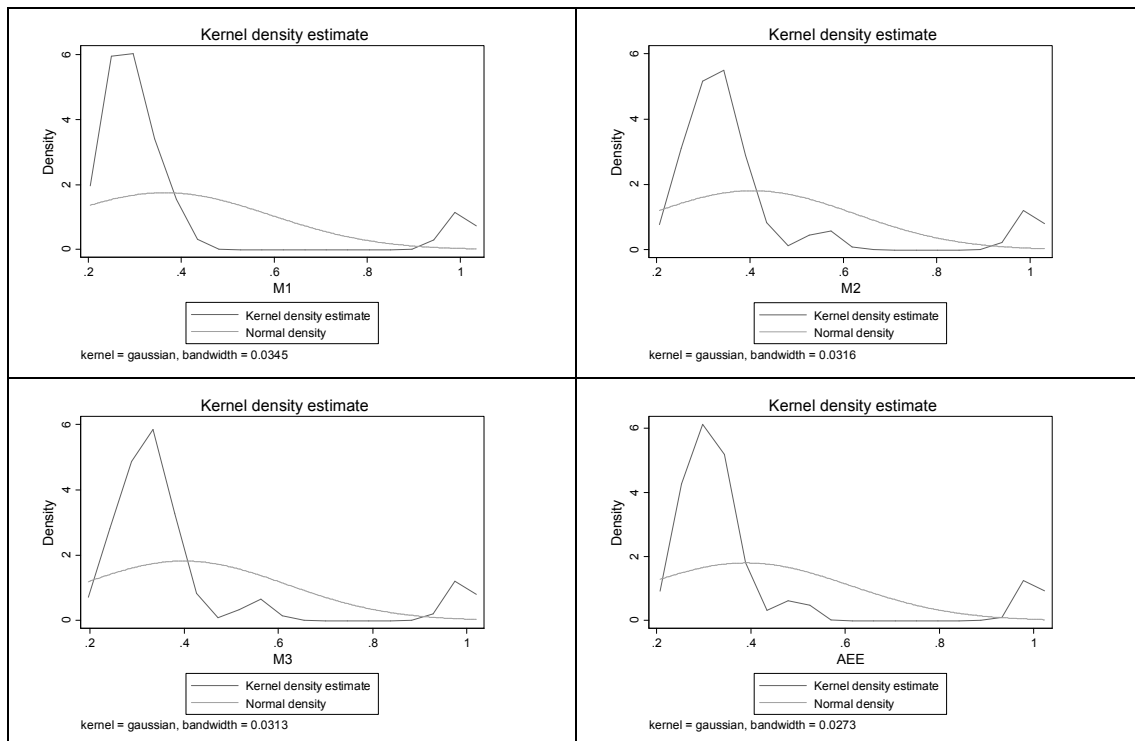 Kernel density estimate
6
4
2
0
Density
.2 .4 .6 .8 1
M1
Kernel density estimate
Normal density
kernel = gaussian, bandwidth = 0.0345
Kernel density estimate
6
4
2
0
Density
.2 .4 .6 .8 1
M2
Kernel density estimate
Normal density
kernel = gaussian, bandwidth = 0.0316
Kernel density estimate
6
4
2
0
Density
.2 .4 .6 .8 1
M3
Kernel density estimate
Normal density
kernel = gaussian, bandwidth = 0.0313
Kernel density estimate
6
4
2
0
Density
.2 .4 .6 .8 1
AEE
Kernel density estimate
Normal density
kernel = gaussian, bandwidth = 0.0273